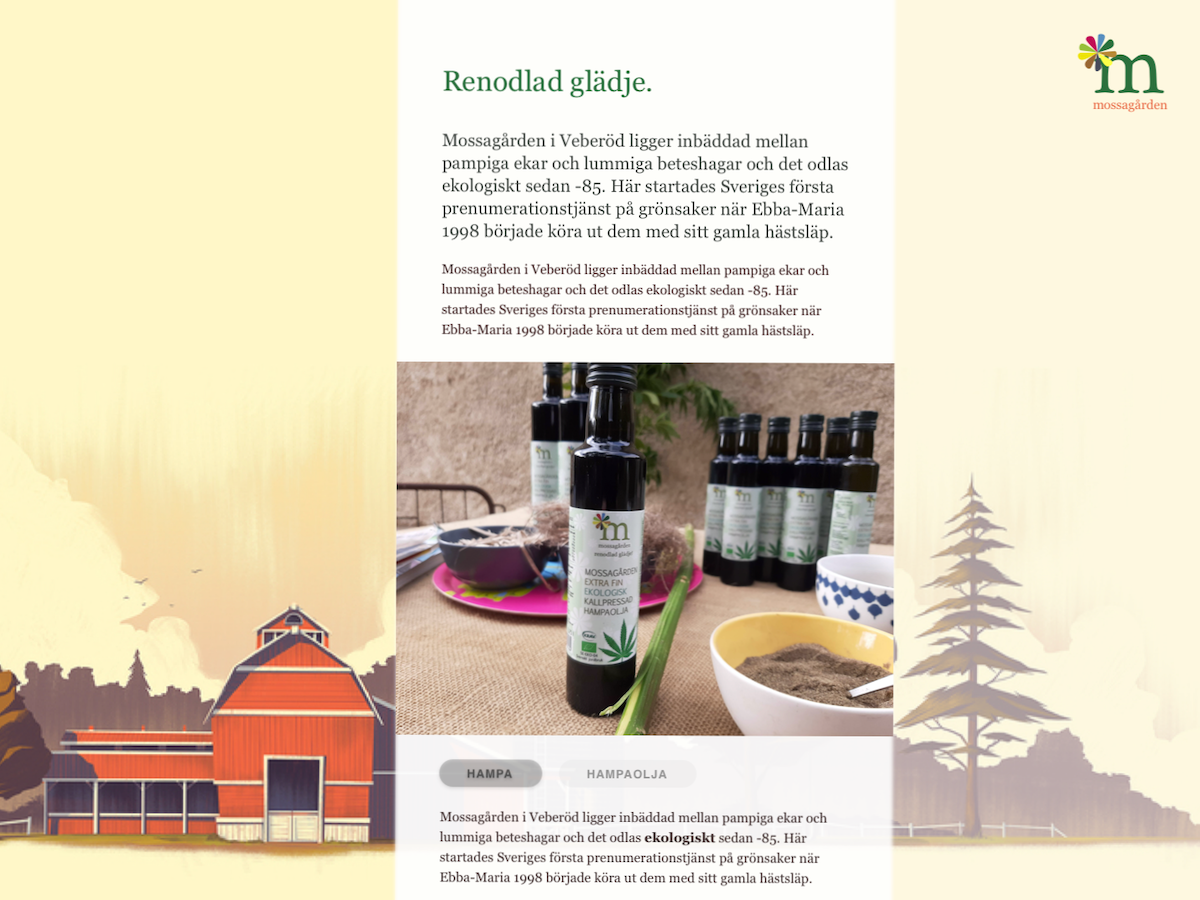 m
mossagården
Renodlad glädje.
Mossagården i Veberöd ligger inbäddad mellan
pampiga ekar och lummiga beteshagar och det odlas
ekologiskt sedan -85. Här startades Sveriges första
prenumerationstjänst på grönsaker när Ebba-Maria
1998 började köra ut dem med sitt gamla hästsläp.
Mossagården i Veberöd ligger inbäddad mellan pampiga ekar och
lummiga beteshagar och det odlas ekologiskt sedan -85. Här
startades Sveriges första prenumerationstjänst på grönsaker när
Ebba-Maria 1998 började köra ut dem med sitt gamla hästsläp.
m
mossagården
renodlad glädje!
MOSSAGÅRDEN
EXTRA FIN
EKOLOGISK
KALLPRESSAD
HAMPAOLJA
HAMPA
HAMPAOLJA
Mossagården i Veberöd ligger inbäddad mellan pampiga ekar och
lummiga beteshagar och det odlas ekologiskt sedan -85. Här
startades Sveriges första prenumerationstjänst på grönsaker när
Ebba-Maria 1998 började köra ut dem med sitt gamla hästsläp.